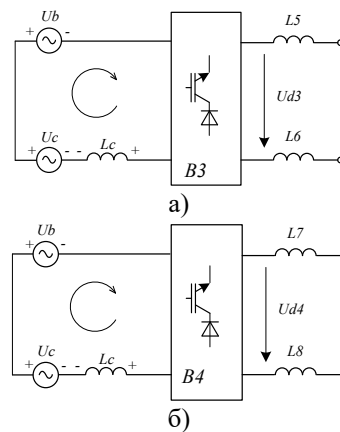 Ub
+ -
L5
Ud3
Uc
Lc
+ - - +
B3
L6
а)
Ub
+ -
L7
Ud4
Uc
Lc
+ - - +
B4
L8
б)